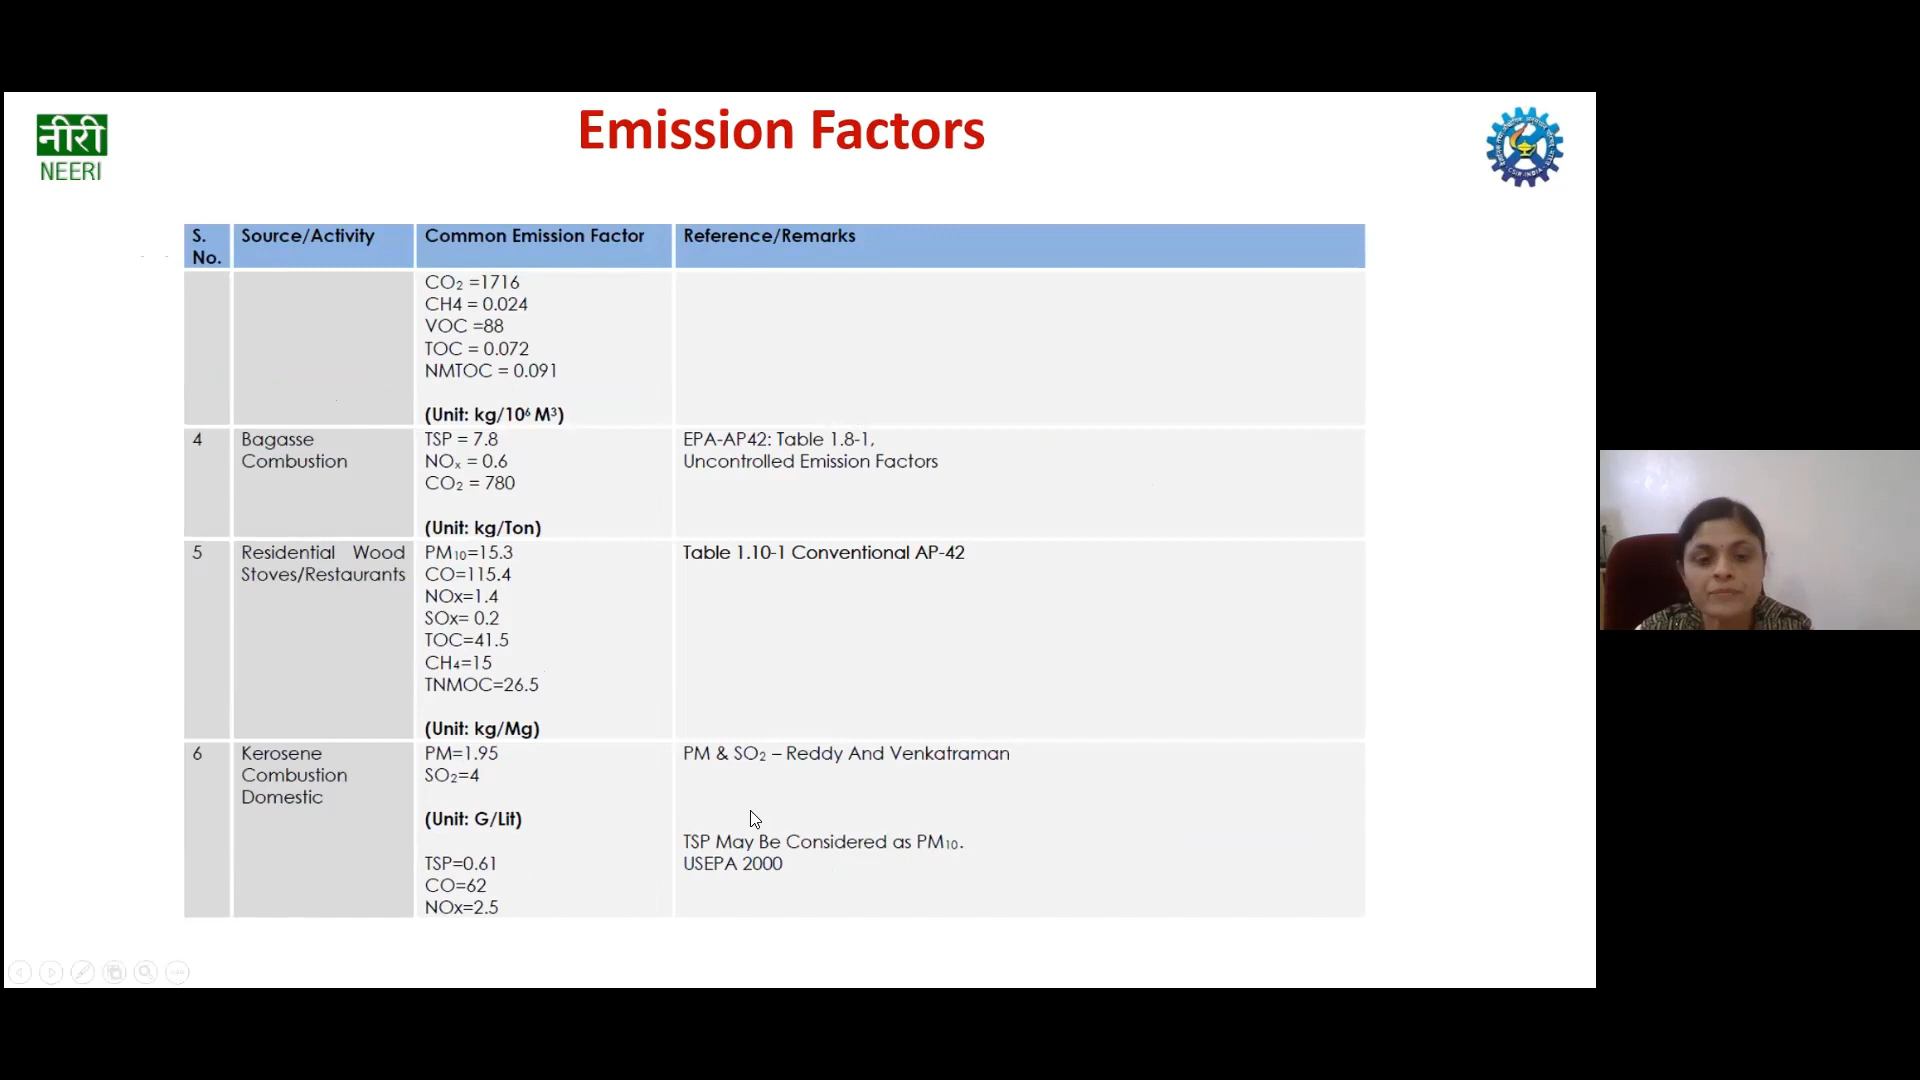 नीरी
NEERI
Emission Factors
CSIR-INDIA
S. No.
Source/Activity
Common Emission Factor
Reference/Remarks
CO₂ =1716
CH4 = 0.024
VOC =88
TOC = 0.072
NMTOC = 0.091
(Unit: kg/10⁶ M³)
4
Bagasse
Combustion
TSP = 7.8
NOₓ = 0.6
CO₂ = 780
(Unit: kg/Ton)
EPA-AP42: Table 1.8-1,
Uncontrolled Emission Factors
5
Residential Wood
Stoves/Restaurants
PM₁₀=15.3
CO=115.4
NOx=1.4
SOx= 0.2
TOC=41.5
CH₄=15
TNMOC=26.5
(Unit: kg/Mg)
Table 1.10-1 Conventional AP-42
6
Kerosene
Combustion
Domestic
PM=1.95
SO₂=4
(Unit: G/Lit)
TSP=0.61
CO=62
NOx=2.5
PM & SO₂ – Reddy And Venkatraman
TSP May Be Considered as PM₁₀.
USEPA 2000